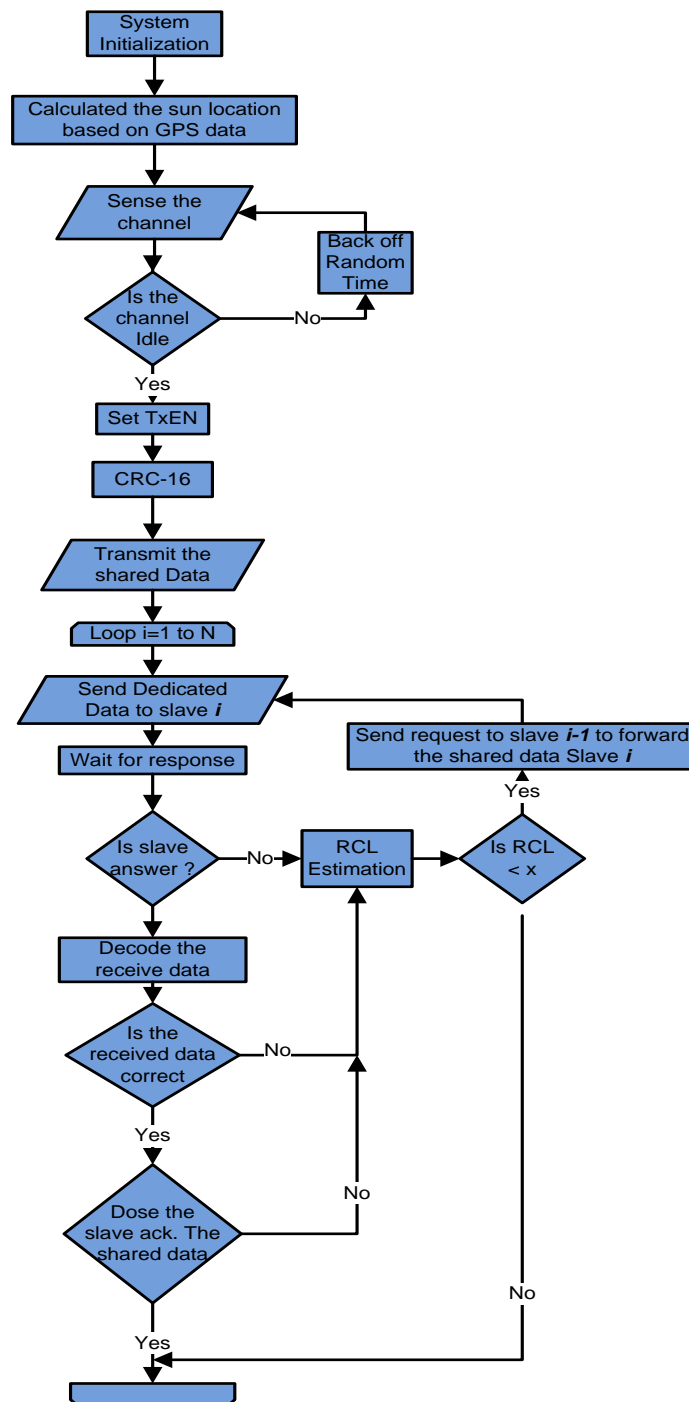 System
Initialization
Calculated the sun location
based on GPS data
Sense the
channel
Back off
Random
Time
Is the
channel
Idle
No
Yes
Set TxEN
CRC-16
Transmit the
shared Data
Loop i=1 to N
Send Dedicated
Data to slave i
Send request to slave i-1 to forward
the shared data Slave i
Wait for response
Yes
Is slave
answer ?
No
RCL
Estimation
Is RCL
< x
Decode the
receive data
Is the
received data
correct
No
Yes
Dose the
slave ack. The
shared data
No
No
Yes